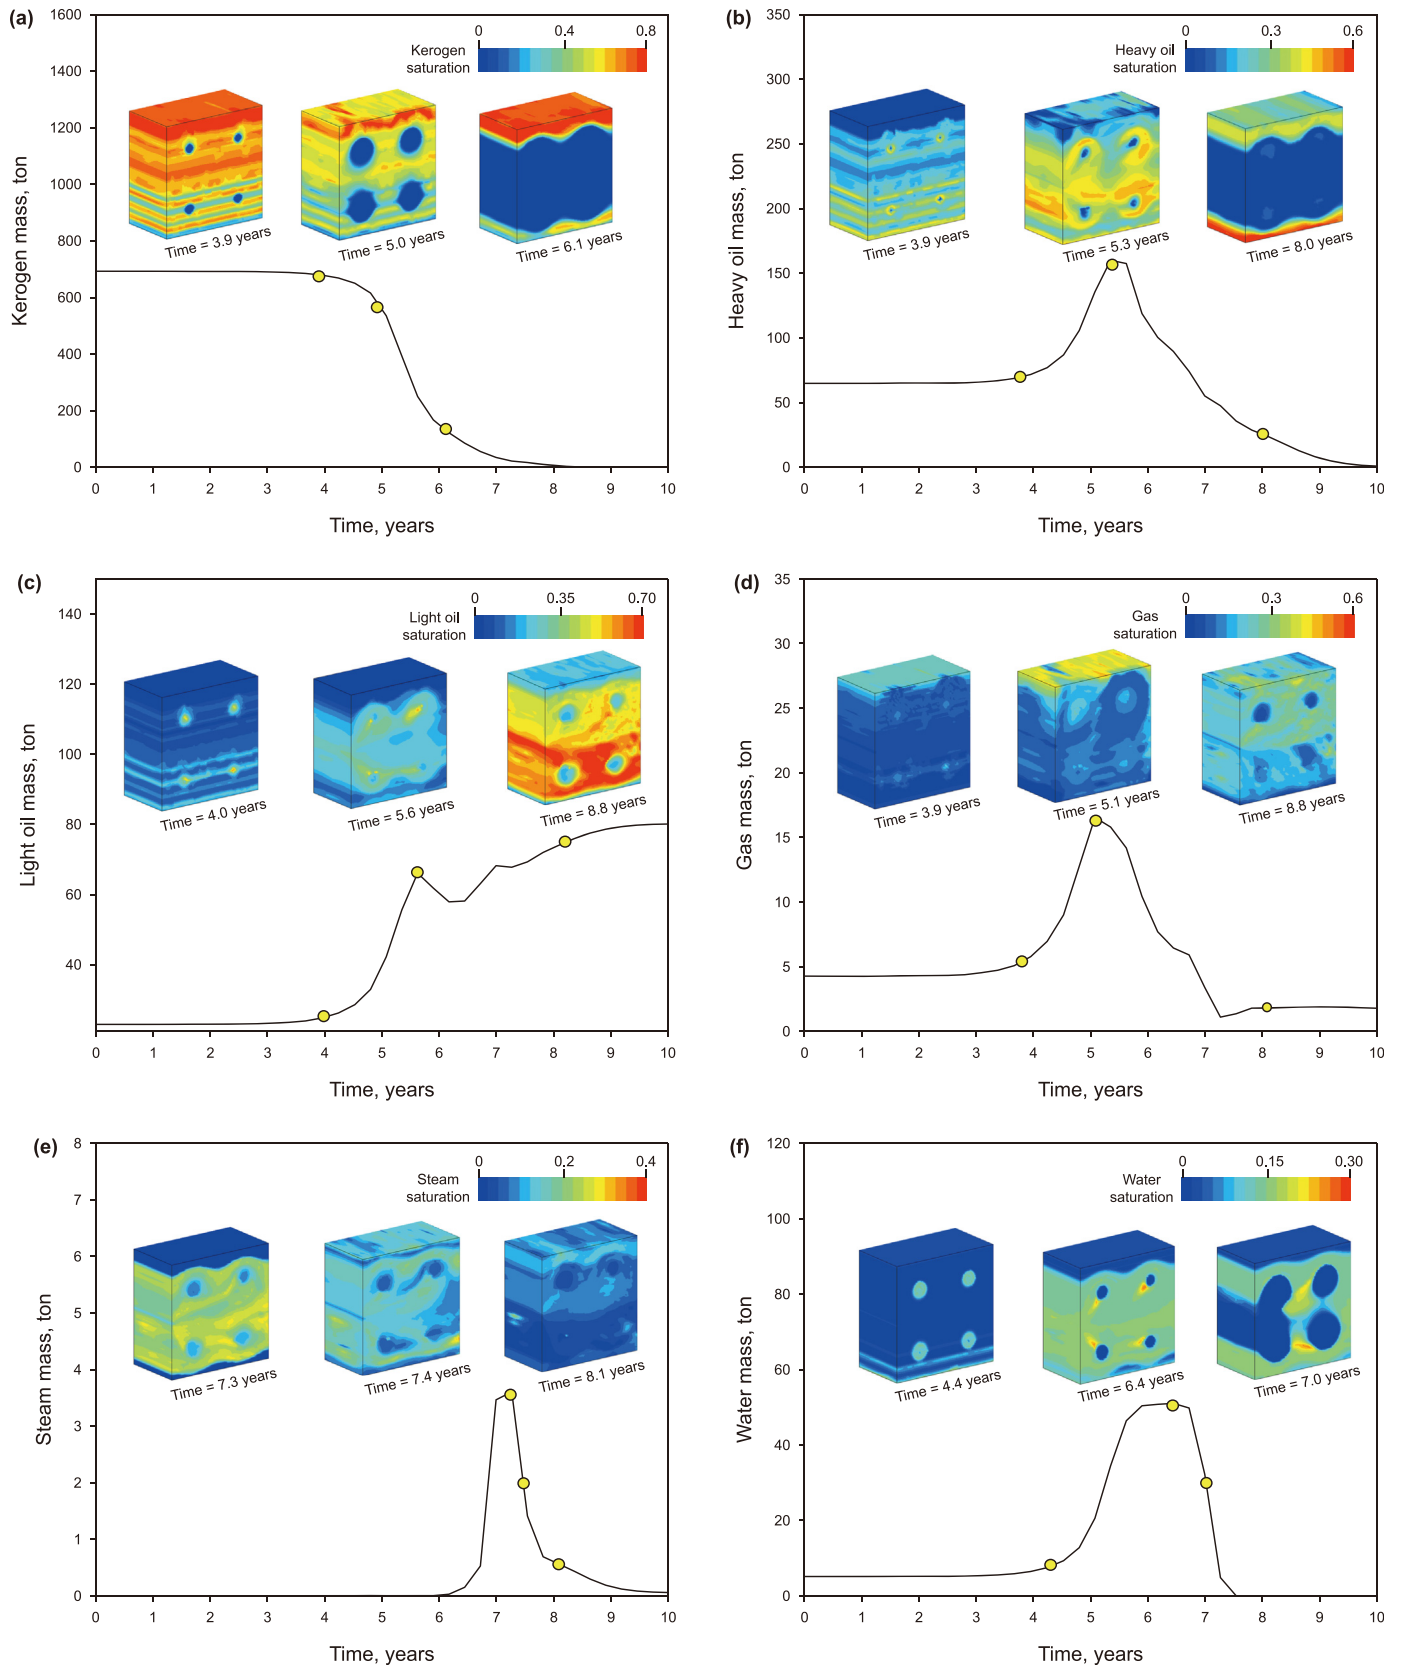 (a)
Kerogen mass, ton
1600
1400
1200
1000
800
600
400
200
0
Kerogen
saturation
0 0.4 0.8
Time = 3.9 years
Time = 5.0 years
Time = 6.1 years
0 1 2 3 4 5 6 7 8 9 10
Time, years
(b)
Heavy oil mass, ton
350
300
250
200
150
100
50
0
Heavy oil
saturation
0 0.3 0.6
Time = 3.9 years
Time = 5.3 years
Time = 8.0 years
0 1 2 3 4 5 6 7 8 9 10
Time, years
(c)
Light oil mass, ton
140
120
100
80
60
40
Light oil
saturation
0 0.35 0.70
Time = 4.0 years
Time = 5.6 years
Time = 8.8 years
0 1 2 3 4 5 6 7 8 9 10
Time, years
(d)
Gas mass, ton
35
30
25
20
15
10
5
0
Gas
saturation
0 0.3 0.6
Time = 3.9 years
Time = 5.1 years
Time = 8.8 years
0 1 2 3 4 5 6 7 8 9 10
Time, years
(e)
Steam mass, ton
8
7
6
5
4
3
2
1
0
Steam
saturation
0 0.2 0.4
Time = 7.3 years
Time = 7.4 years
Time = 8.1 years
0 1 2 3 4 5 6 7 8 9 10
Time, years
(f)
Water mass, ton
120
100
80
60
40
20
0
Water
saturation
0 0.15 0.30
Time = 4.4 years
Time = 6.4 years
Time = 7.0 years
0 1 2 3 4 5 6 7 8 9 10
Time, years